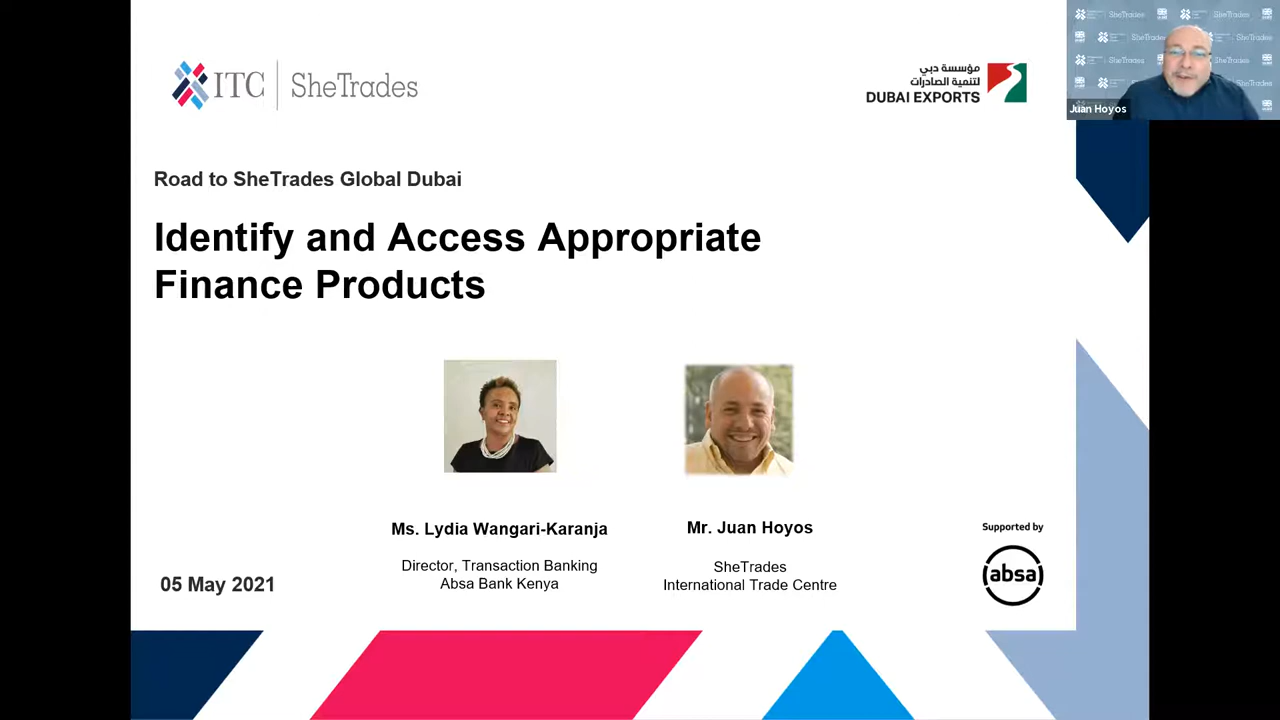 ITC | SheTrades
مؤسسة دبي
لتنمية الصادرات
DUBAI EXPORTS
Juan Hoyos
Road to SheTrades Global Dubai
Identify and Access Appropriate
Finance Products
Ms. Lydia Wangari-Karanja
Director, Transaction Banking
Absa Bank Kenya
Mr. Juan Hoyos
SheTrades
International Trade Centre
Supported by
absa
05 May 2021